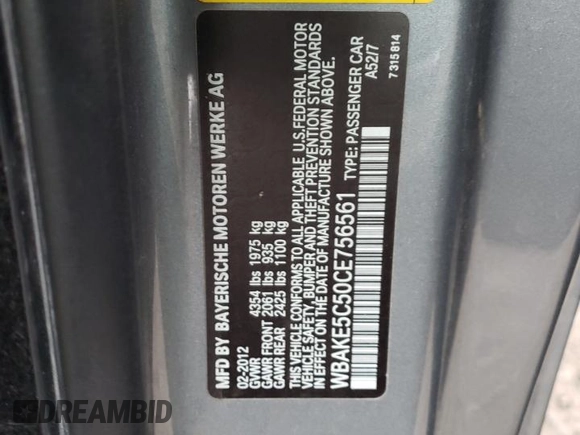 MFD BY BAYERISCHE MOTOREN WERKE AG
02-2012
GVWR 4354 lbs 1975 kg
GAWR FRONT 2061 lbs 935 kg
GAWR REAR 2425 lbs 1100 kg
THIS VEHICLE CONFORMS TO ALL APPLICABLE U.S.FEDERAL MOTOR
VEHICLE SAFETY, BUMPER AND THEFT PREVENTION STANDARDS
IN EFFECT ON THE DATE OF MANUFACTURE SHOWN ABOVE.
WBAKE5C50CE756561 TYPE: PASSENGER CAR
A52/7
7 315 814
DREAMBID